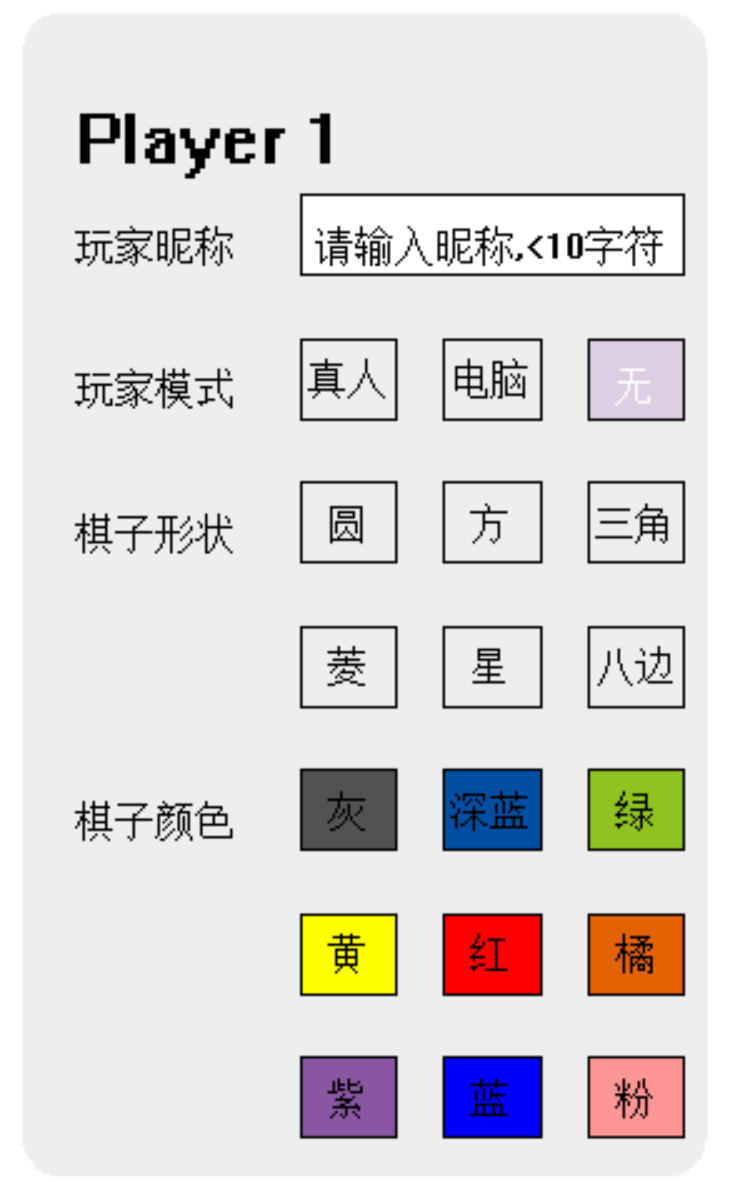 Player 1
玩家昵称 请输入昵称,<10字符
玩家模式 真人 电脑 无
棋子形状 圆 方 三角
菱 星 八边
棋子颜色 灰 深蓝 绿
黄 红 橘
紫 蓝 粉